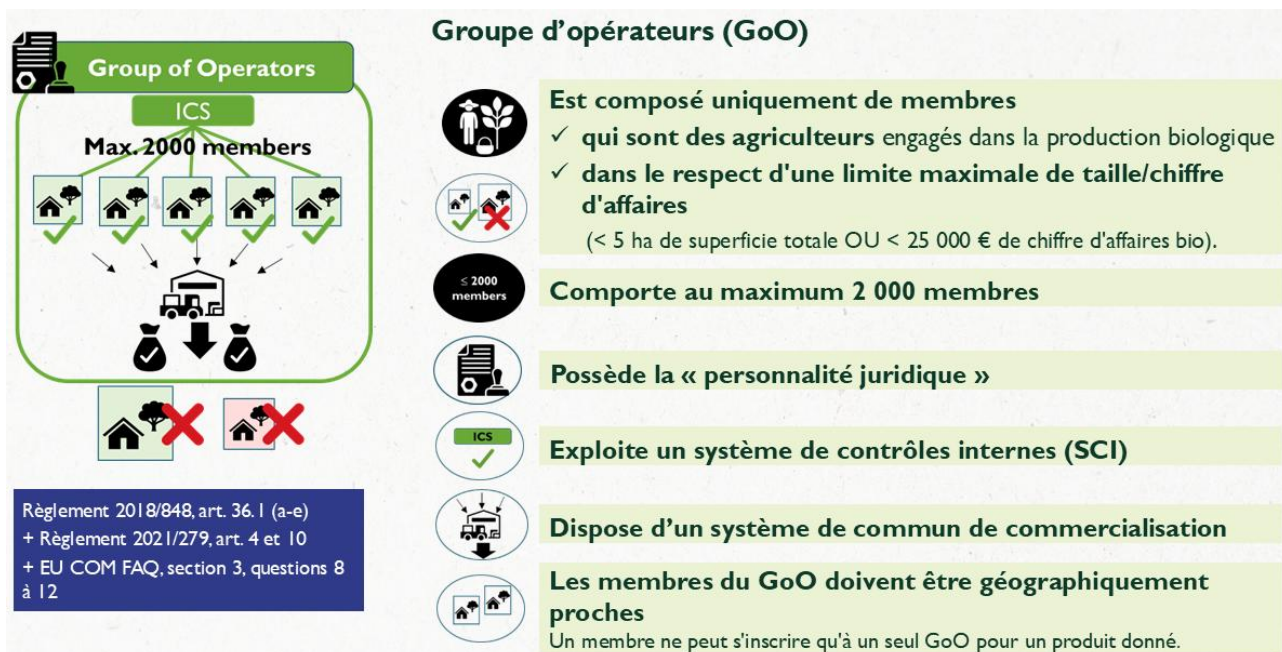 Groupe d’opérateurs (GoO)
Group of Operators
ICS
Max. 2000 members
Règlement 2018/848, art. 36.1 (a-e)
+ Règlement 2021/279, art. 4 et 10
+ EU COM FAQ, section 3, questions 8
à 12
Est composé uniquement de membres
✓ qui sont des agriculteurs engagés dans la production biologique
✓ dans le respect d'une limite maximale de taille/chiffre
d'affaires
(< 5 ha de superficie totale OU < 25 000 € de chiffre d'affaires bio).
≤ 2000
members
Comporte au maximum 2 000 membres
Possède la « personnalité juridique »
ICS
Exploite un système de contrôles internes (SCI)
Dispose d’un système de commun de commercialisation
Les membres du GoO doivent être géographiquement
proches
Un membre ne peut s'inscrire qu'à un seul GoO pour un produit donné.